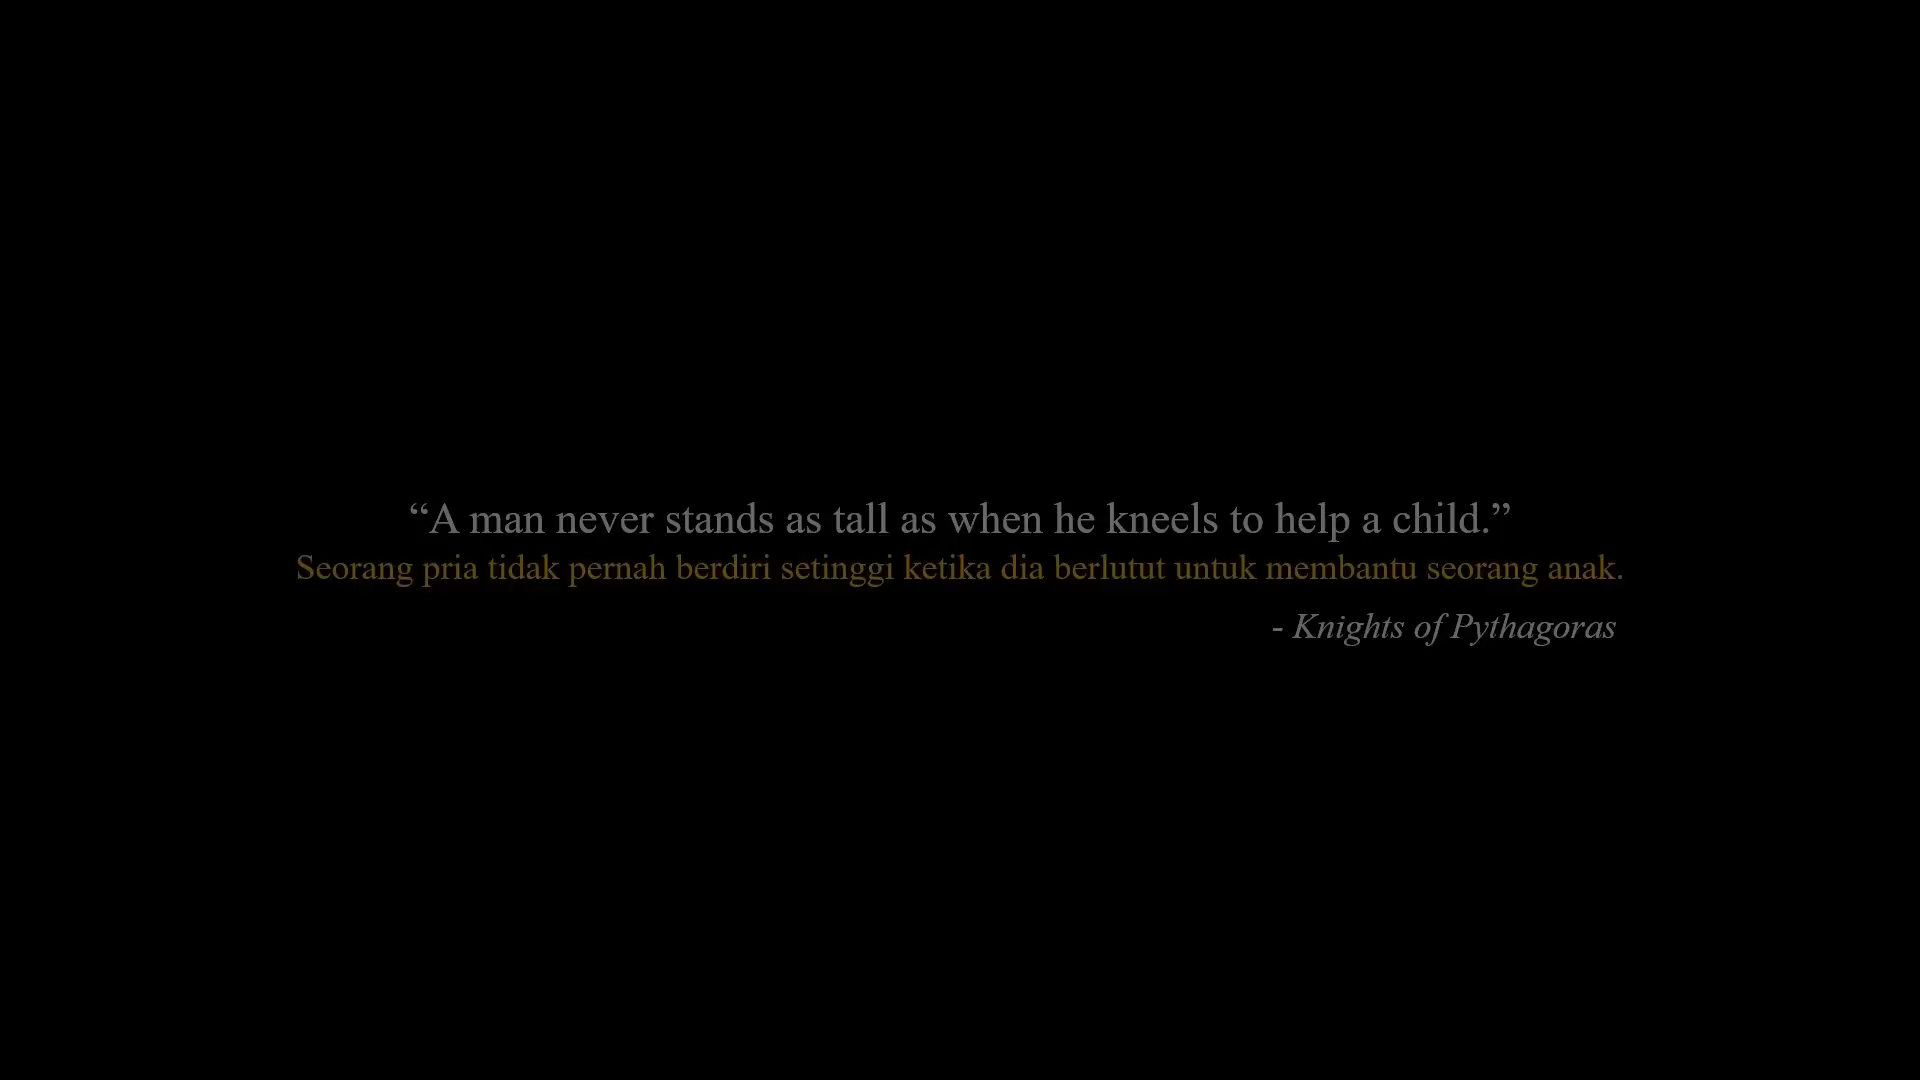 “A man never stands as tall as when he kneels to help a child.”
Seorang pria tidak pernah berdiri setinggi ketika dia berlutut untuk membantu seorang anak.
- Knights of Pythagoras